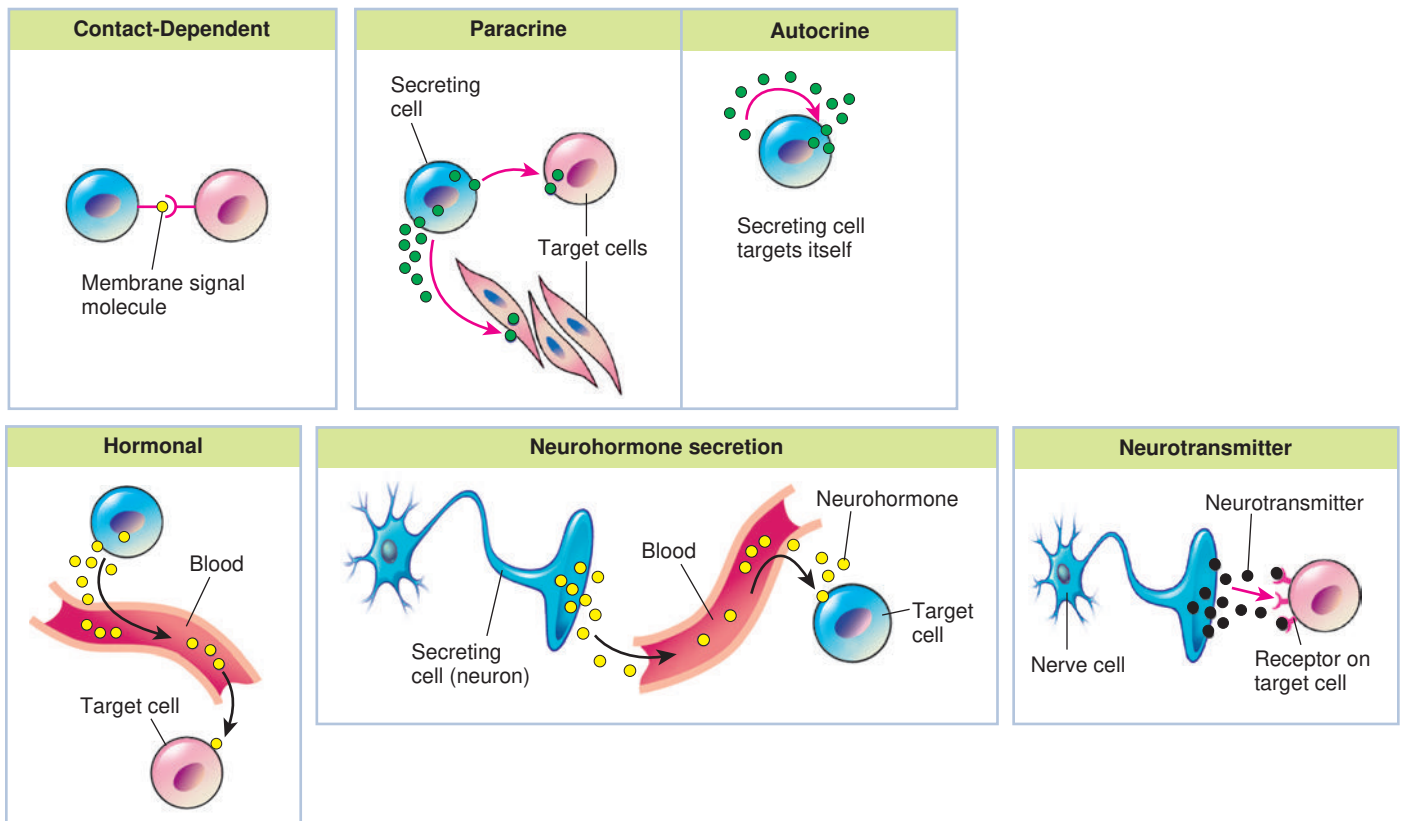 Contact-Dependent
Membrane signal
molecule
Paracrine
Secreting
cell
Target cells
Autocrine
Secreting cell
targets itself
Hormonal
Blood
Target cell
Neurohormone secretion
Neurohormone
Blood
Secreting
cell (neuron)
Target
cell
Neurotransmitter
Neurotransmitter
Nerve cell
Receptor on
target cell